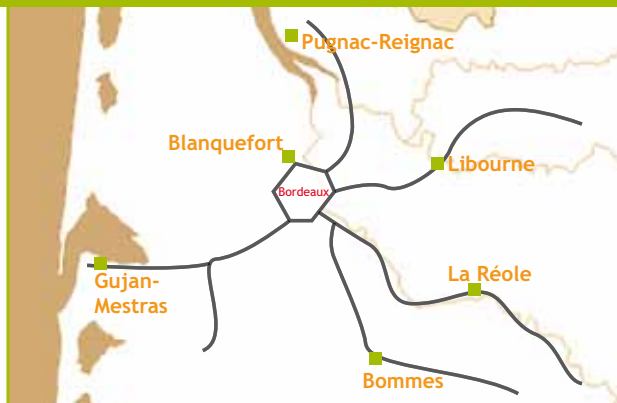 Pugnac-Reignac
Blanquefort
Libourne
Bordeaux
Gujan-
Mestras
La Réole
Bommes